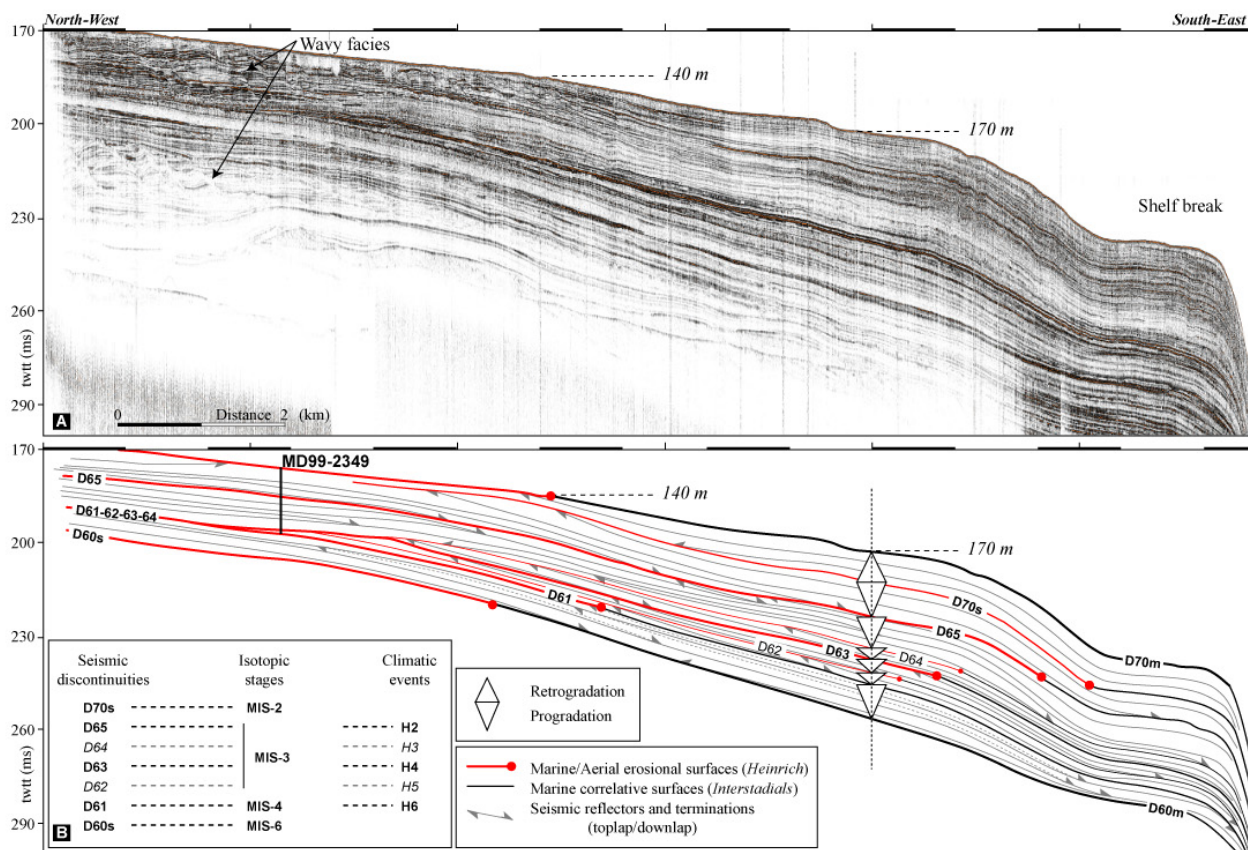 North-West
South-East
170
Wavy facies
140 m
200
170 m
230
Shelf break
260
twtt (ms)
290
A
0 Distance 2 (km)
170
MD99-2349
D65
140 m
D61-62-63-64
200
170 m
D60s
D70s
D61
D65
D64
D63
D62
D70m
230
Seismic discontinuities
Isotopic stages
Climatic events
D70s MIS-2
D65 H2
D64 H3
MIS-3
D63 H4
D62 H5
D61 MIS-4 H6
D60s MIS-6
Retrogradation
Progradation
Marine/Aerial erosional surfaces (Heinrich)
Marine correlative surfaces (Interstadials)
Seismic reflectors and terminations
(toplap/downlap)
260
twtt (ms)
D60m
290
B